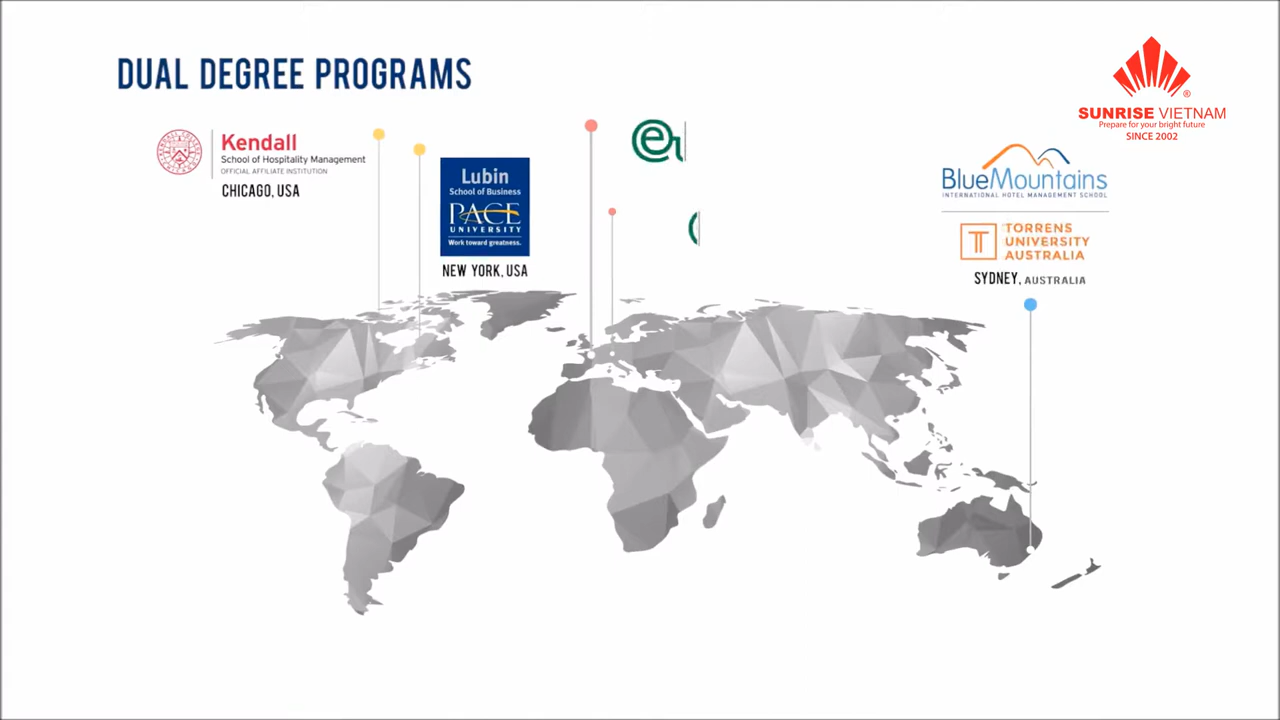 DUAL DEGREE PROGRAMS
SUNRISE VIETNAM
Prepare for your bright future
SINCE 2002
Kendall
School of Hospitality Management
OFFICIAL AFFILIATE INSTITUTION
CHICAGO, USA
Lubin
School of Business
PACE
UNIVERSITY
Work toward greatness.
NEW YORK, USA
BlueMountains
INTERNATIONAL HOTEL MANAGEMENT SCHOOL
TORRENS
UNIVERSITY
AUSTRALIA
SYDNEY, AUSTRALIA